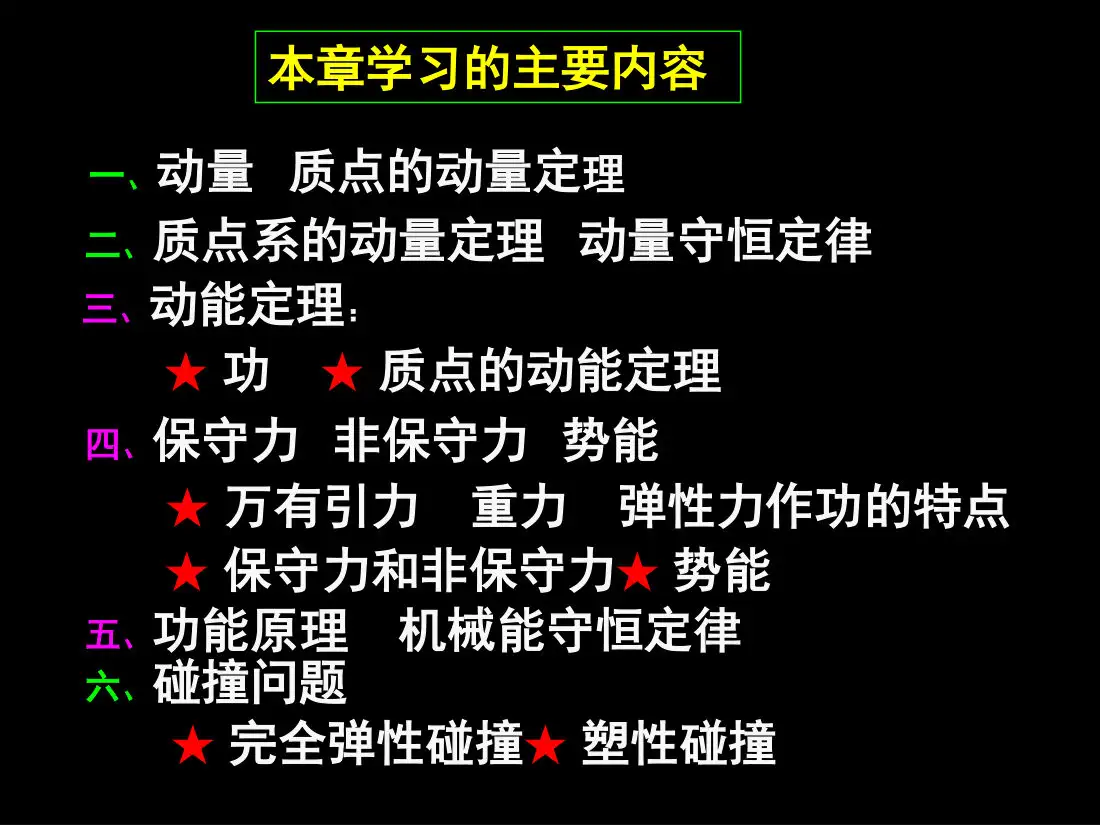 本章学习的主要内容
一、动量 质点的动量定理
二、质点系的动量定理 动量守恒定律
三、动能定理：
★ 功 ★ 质点的动能定理
四、保守力 非保守力 势能
★ 万有引力 重力 弹性力作功的特点
★ 保守力和非保守力★ 势能
五、功能原理 机械能守恒定律
六、碰撞问题
★ 完全弹性碰撞★ 塑性碰撞